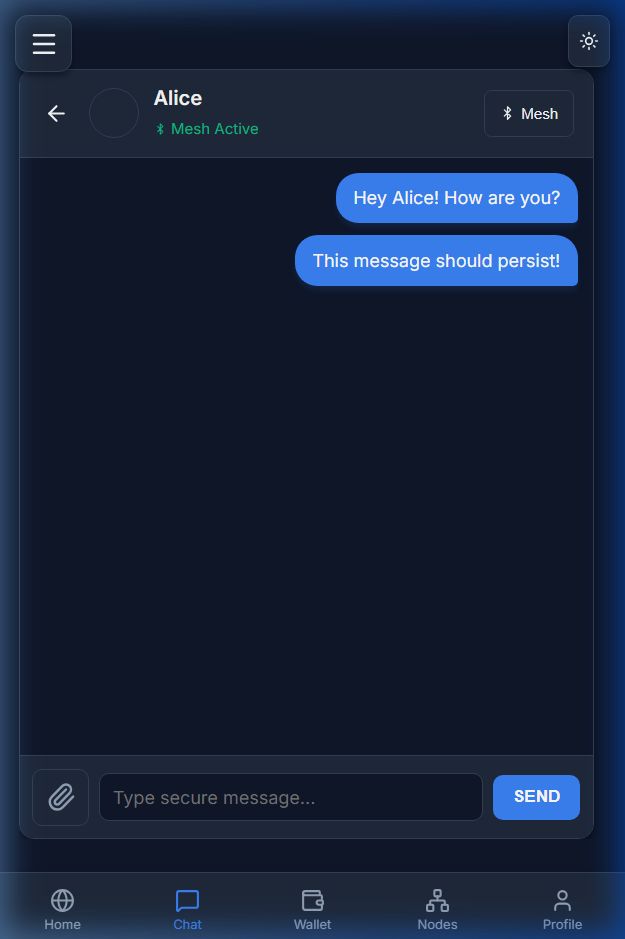 Alice
Mesh Active
Mesh
Hey Alice! How are you?
This message should persist!
Type secure message...
SEND
Home
Chat
Wallet
Nodes
Profile